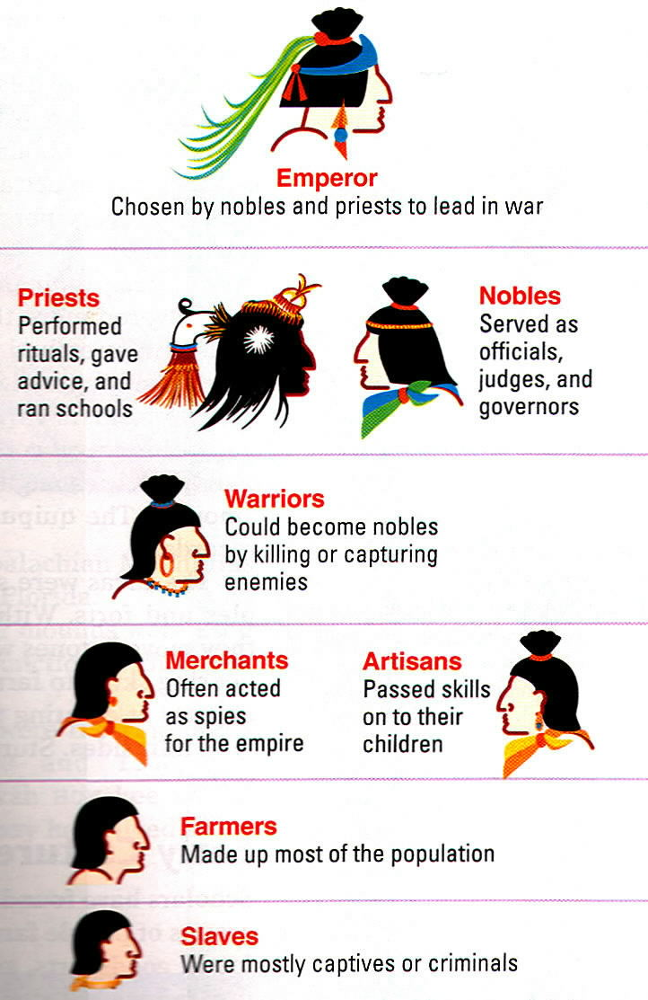 Emperor
Chosen by nobles and priests to lead in war
Priests
Performed
rituals, gave
advice, and
ran schools
Nobles
Served as
officials,
judges, and
governors
Warriors
Could become nobles
by killing or capturing
enemies
Merchants
Often acted
as spies
for the empire
Artisans
Passed skills
on to their
children
Farmers
Made up most of the population
Slaves
Were mostly captives or criminals